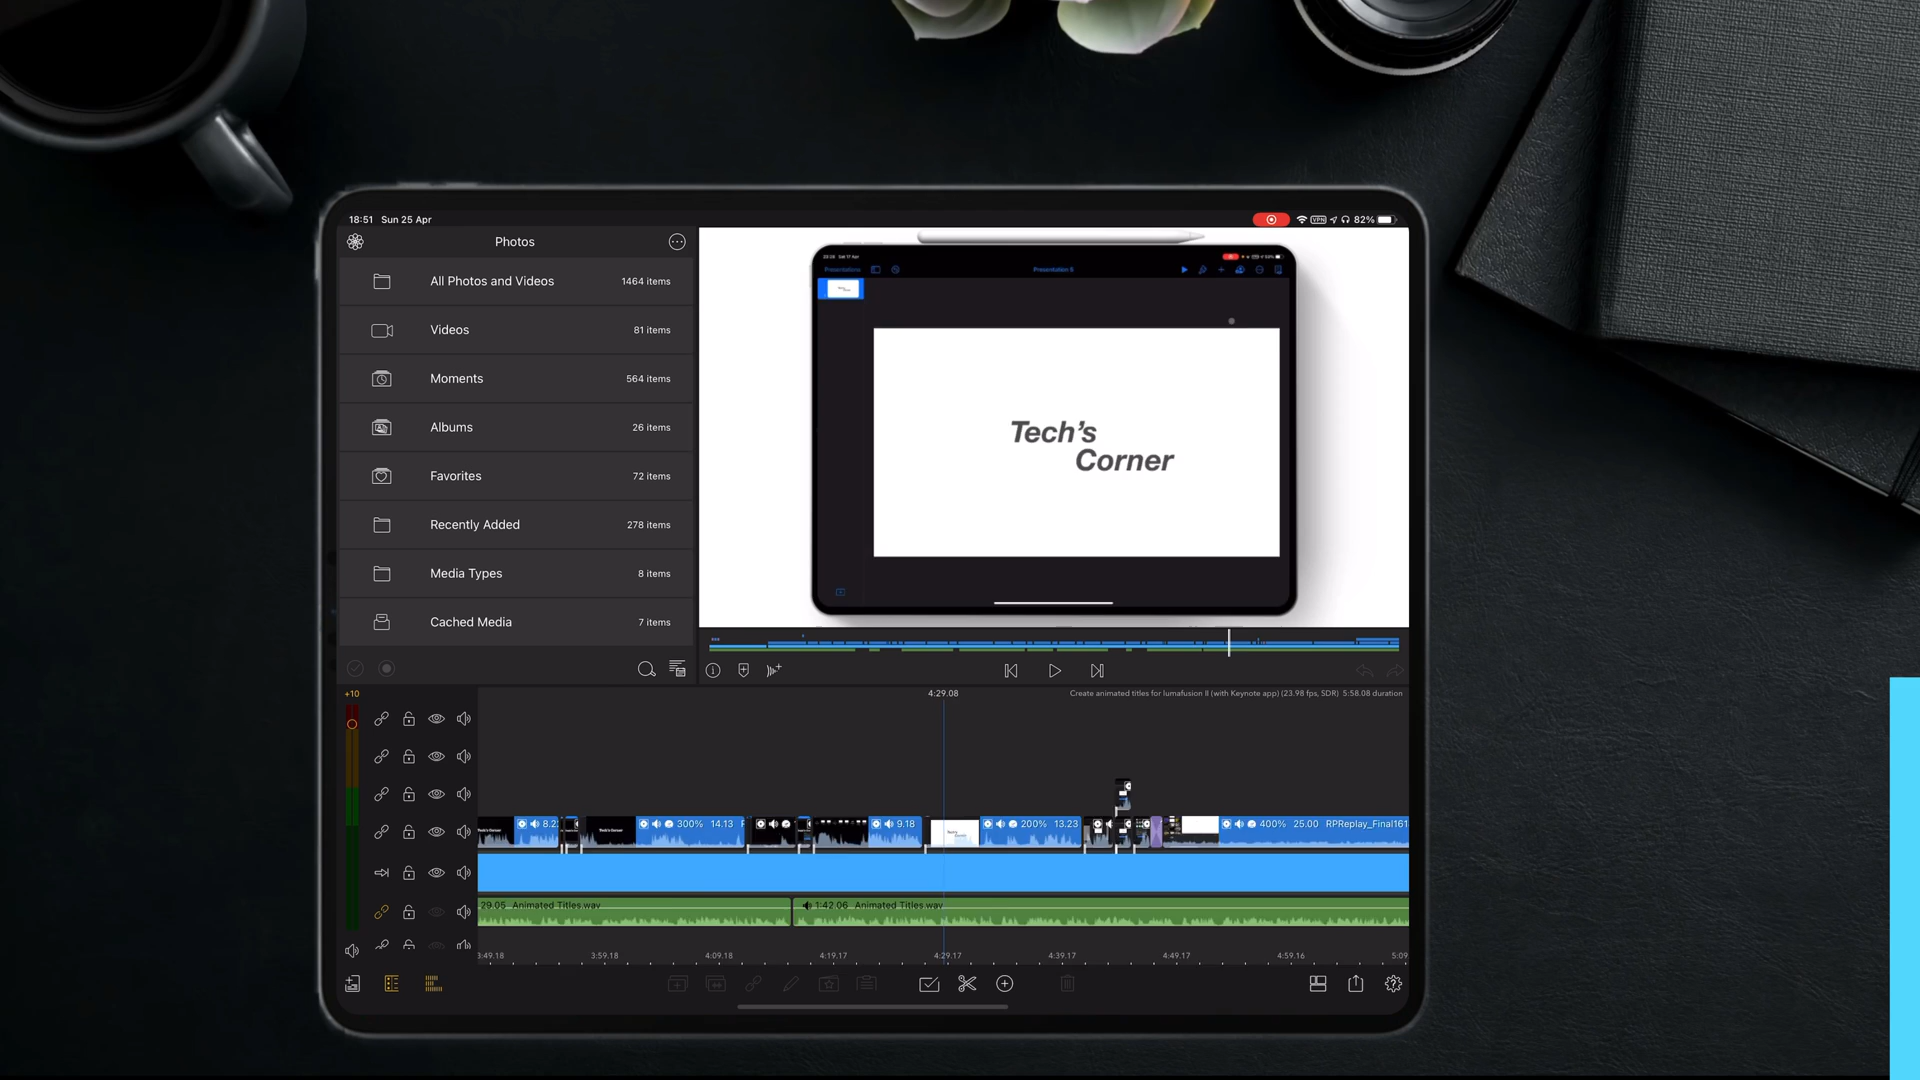 18:51 Sun 25 Apr
VPN 82%
Photos
All Photos and Videos 1464 items
Videos 81 items
Moments 564 items
Albums 26 items
Favorites 72 items
Recently Added 278 items
Media Types 8 items
Cached Media 7 items
Presentations
Presentation 5
Tech's
Corner
+10
4:29.08
Create animated titles for lumafusion II (with Keynote app) (23.98 fps, SDR) 5:58.08 duration
300% 14.13
9.18
200% 13.23
400% 25.00 RPReplay_Final161
29.05 Animated Titles.wav
1:42.06 Animated Titles.wav
3:49.18 3:59.18 4:09.18 4:19.17 4:29.17 4:39.17 4:49.17 4:59.16 5:09